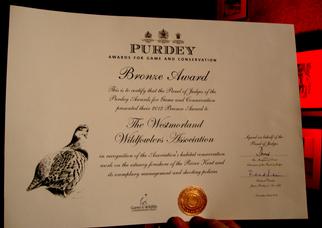 PURDEY
AWARDS FOR GAME AND CONSERVATION
Bronze Award
This is to certify that the Panel of Judges of the
Purdey Awards for Game and Conservation
presented their 2012 Bronze Award to
The Westmorland
Wildfowlers' Association
in recognition of the Association's habitat conservation
work on the estuary foreshore of the River Kent and
its exemplary management and shooting policies
Signed on behalf of the
Panel of Judges